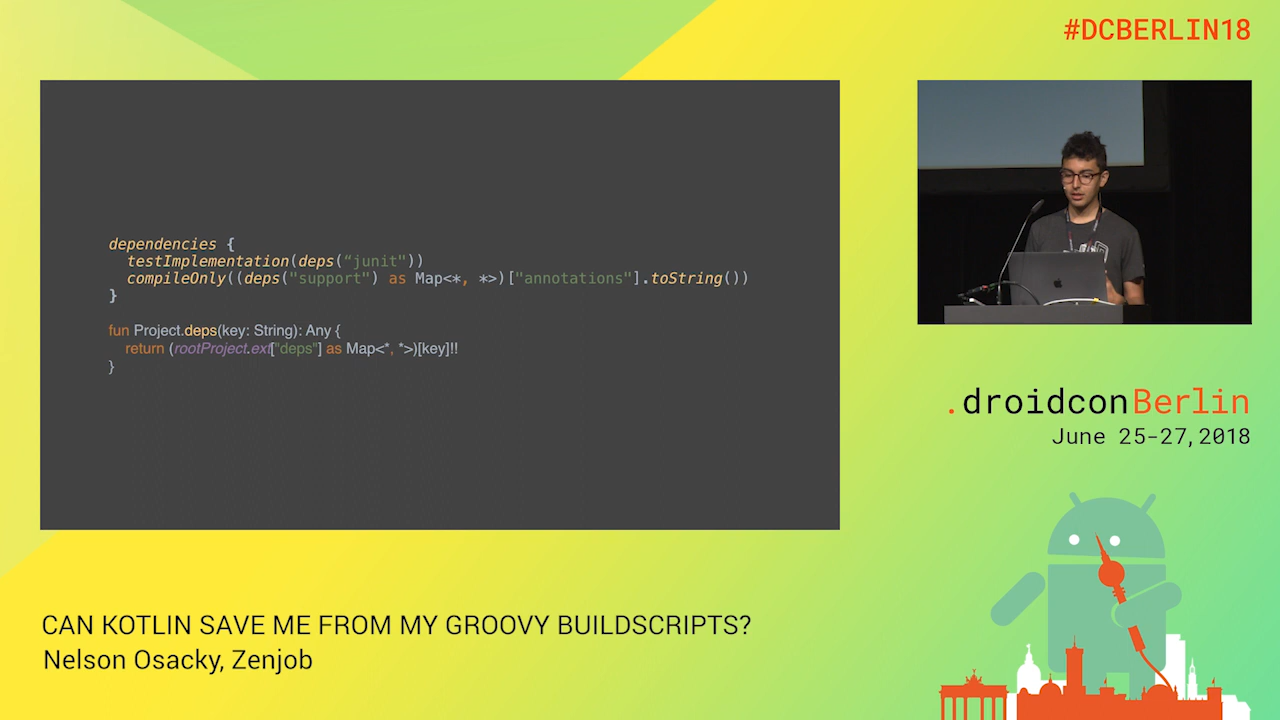 #DCBERLIN18
dependencies {
testImplementation(deps(“junit"))
compileOnly((deps("support") as Map<*, *>)["annotations"].toString())
}
fun Project.deps(key: String): Any {
return (rootProject.ext["deps"] as Map<*, *>)[key]!!
}
.droidconBerlin
June 25-27,2018
CAN KOTLIN SAVE ME FROM MY GROOVY BUILDSCRIPTS?
Nelson Osacky, Zenjob